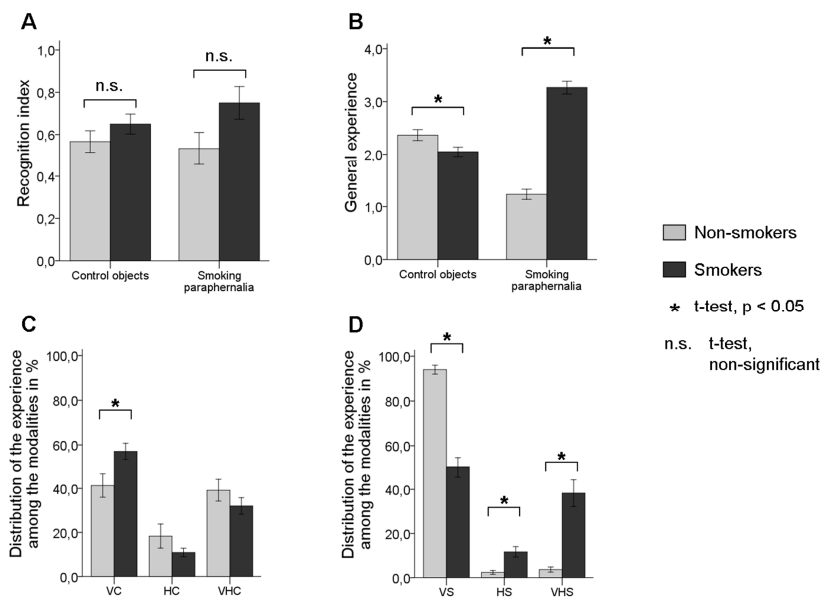 A
Recognition index
1,0
0,8
0,6
0,4
0,2
0,0
n.s.
n.s.
Control objects
Smoking
paraphernalia
B
General experience
4,0
3,0
2,0
1,0
0,0
*
*
Control objects
Smoking
paraphernalia
Non-smokers
Smokers
* t-test, p < 0.05
n.s. t-test,
non-significant
C
Distribution of the experience
among the modalities in %
100,0
80,0
60,0
40,0
20,0
0,0
*
VC
HC
VHC
D
Distribution of the experience
among the modalities in %
100,0
80,0
60,0
40,0
20,0
0,0
*
*
*
VS
HS
VHS